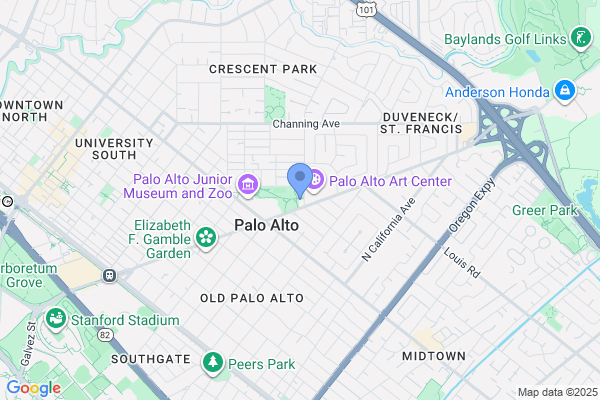 101
Baylands Golf Links
CRESCENT PARK
Anderson Honda
DOWNTOWN
NORTH
Channing Ave
DUVENECK/
ST. FRANCIS
UNIVERSITY
SOUTH
Palo Alto Junior
Museum and Zoo
Palo Alto Art Center
Oregon Expy
N California Ave
Greer Park
Elizabeth
F. Gamble
Garden
Palo Alto
Louis Rd
Arboretum
Grove
OLD PALO ALTO
Stanford Stadium
82
Galvez St
SOUTHGATE
Peers Park
MIDTOWN
Google
Map data ©2025